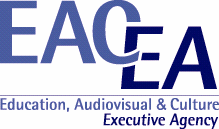 EACEA
Education, Audiovisual & Culture
Executive Agency